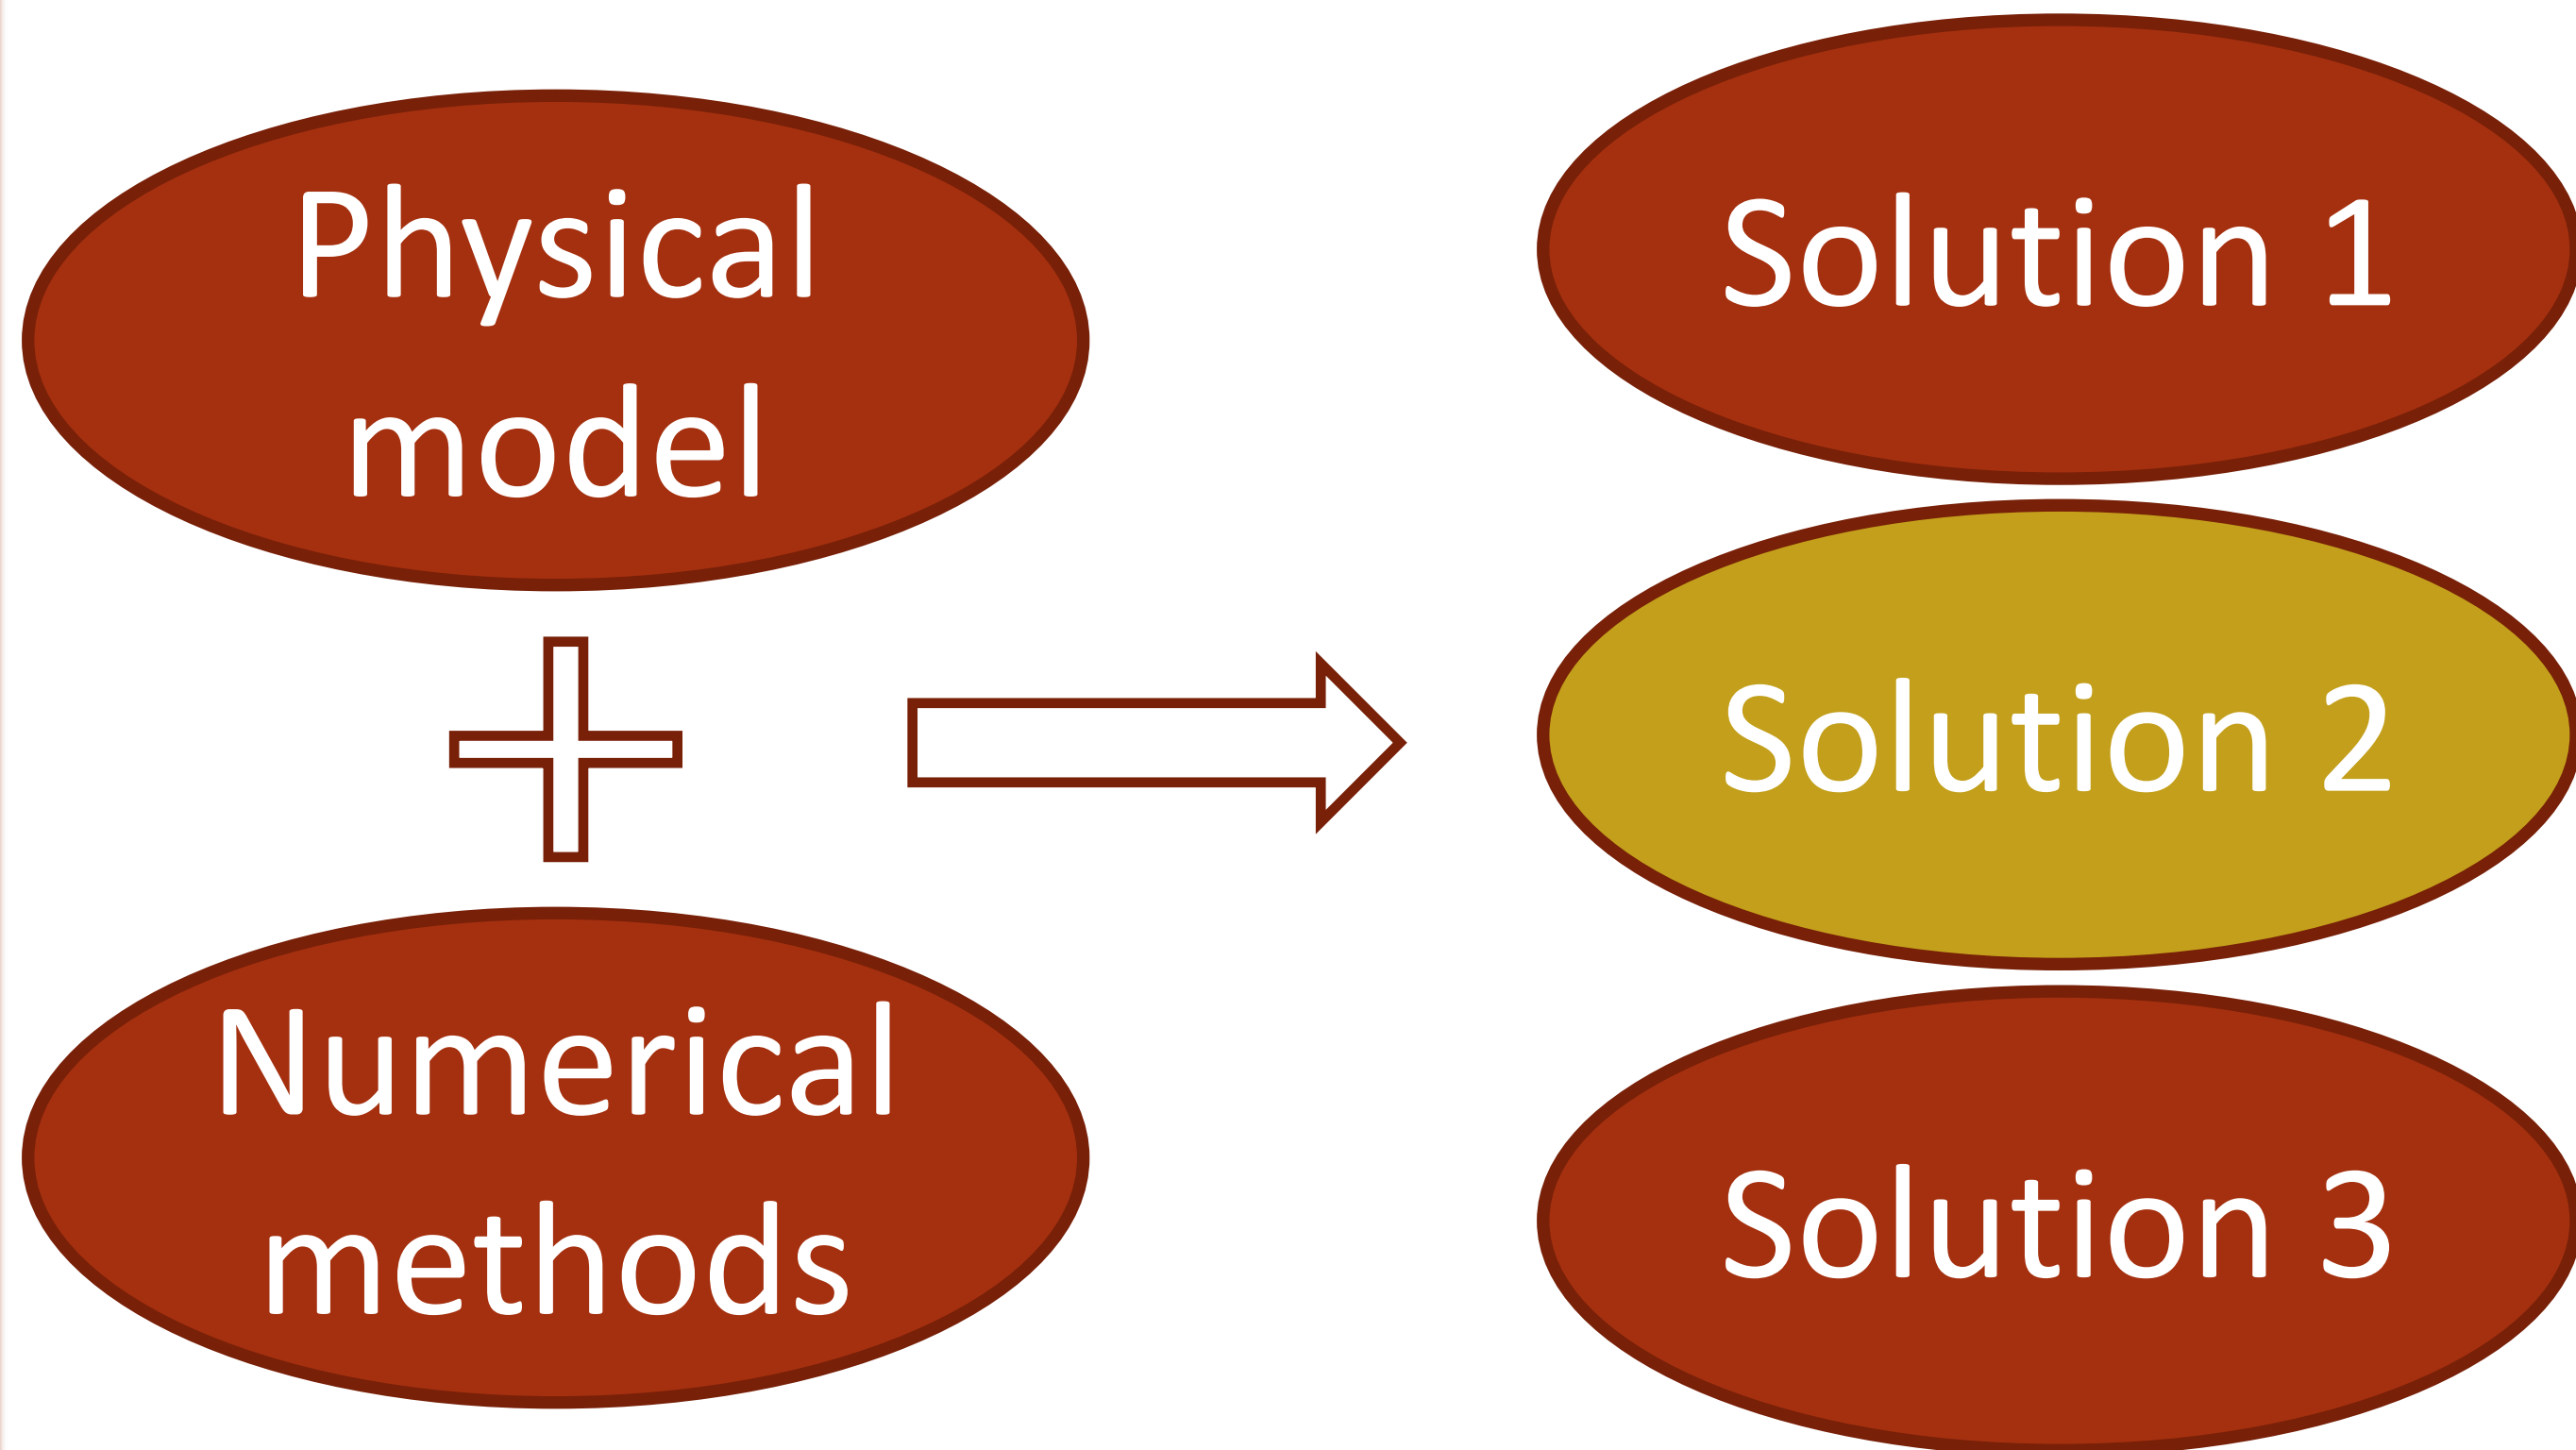 Physical
model
Numerical
methods
Solution 1
Solution 2
Solution 3